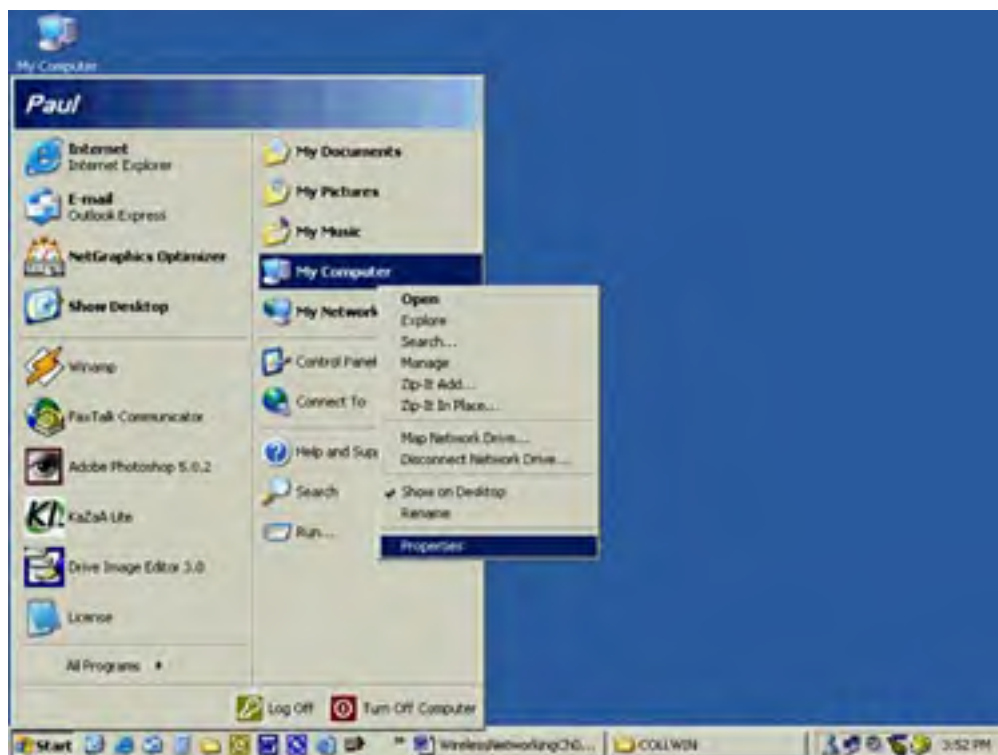 My Computer
Paul
Internet
Internet Explorer
E-mail
Outlook Express
NetGraphics Optimizer
Show Desktop
Winamp
PaxTalk Communicator
Adobe Photoshop 5.0.2
KaZaA Lite
Drive Image Editor 3.0
License
All Programs
My Documents
My Pictures
My Music
My Computer
My Network
Control Panel
Connect To
Help and Sup
Search
Run...
Open
Explore
Search...
Manage
Zip-It Add...
Zip-It In Place...
Map Network Drive...
Disconnect Network Drive...
Show on Desktop
Rename
Properties
Log Off
Turn Off Computer
Start
COLLWIN
3:52 PM